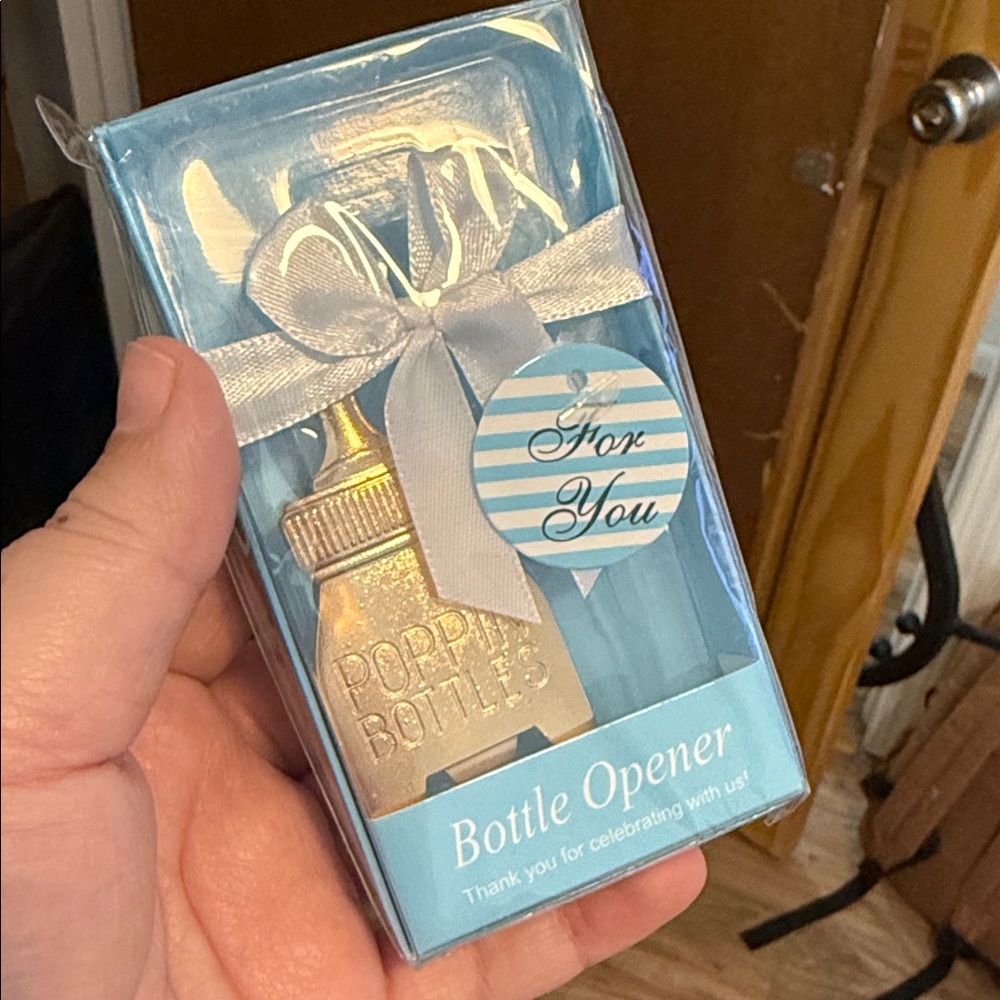 For
You
POPPIN
BOTTLES
Bottle Opener
Thank you for celebrating with us!